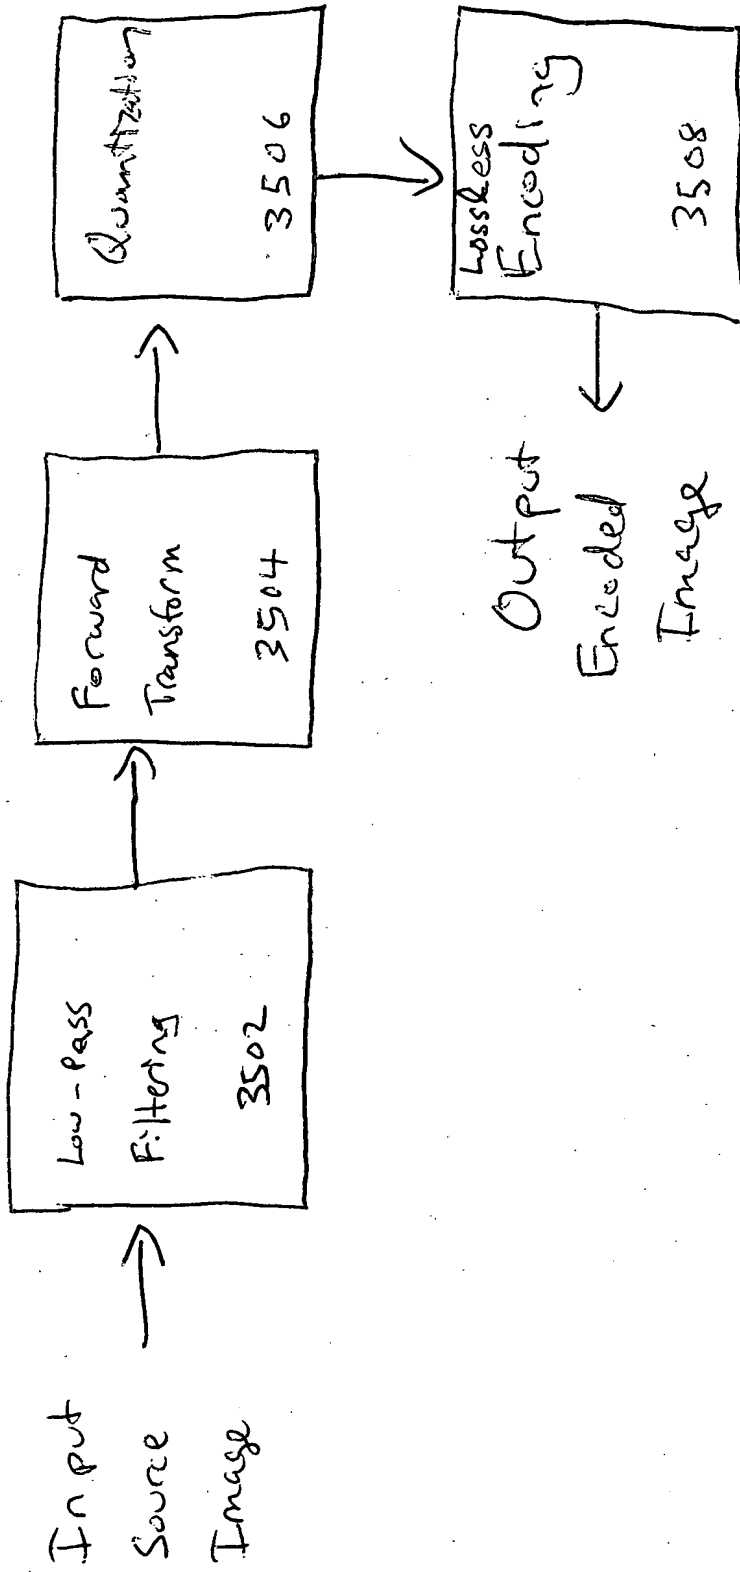 Input
Source
Image
Low-Pass
Filtering
3502
Forward
Transform
3504
Quantization
3506
Lossless
Encoding
3508
Output
Encoded
Image